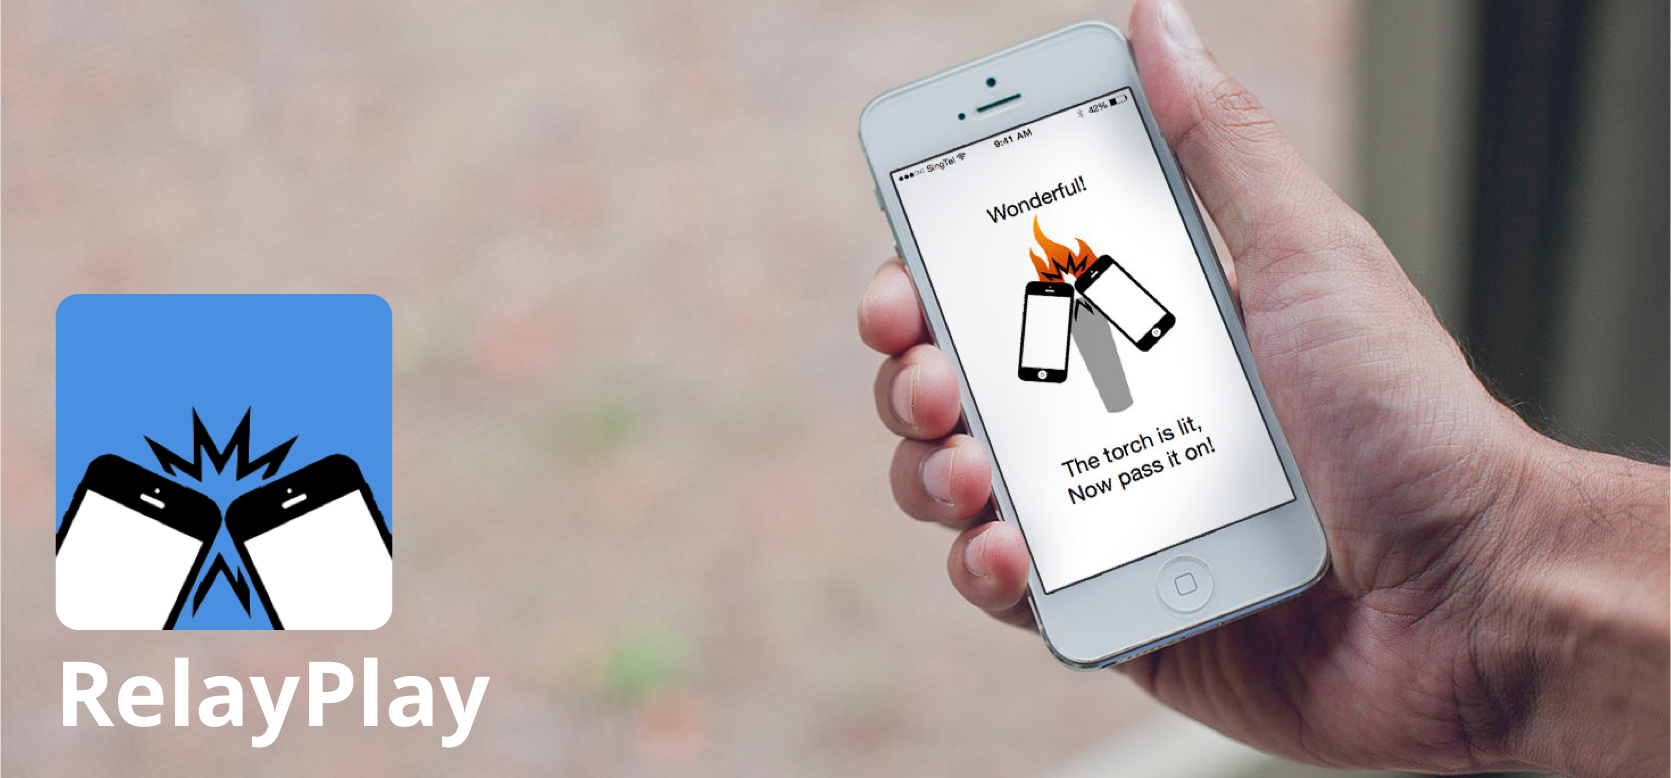 SingTel
9:41 AM
42%
Wonderful!
The torch is lit,
Now pass it on!
RelayPlay